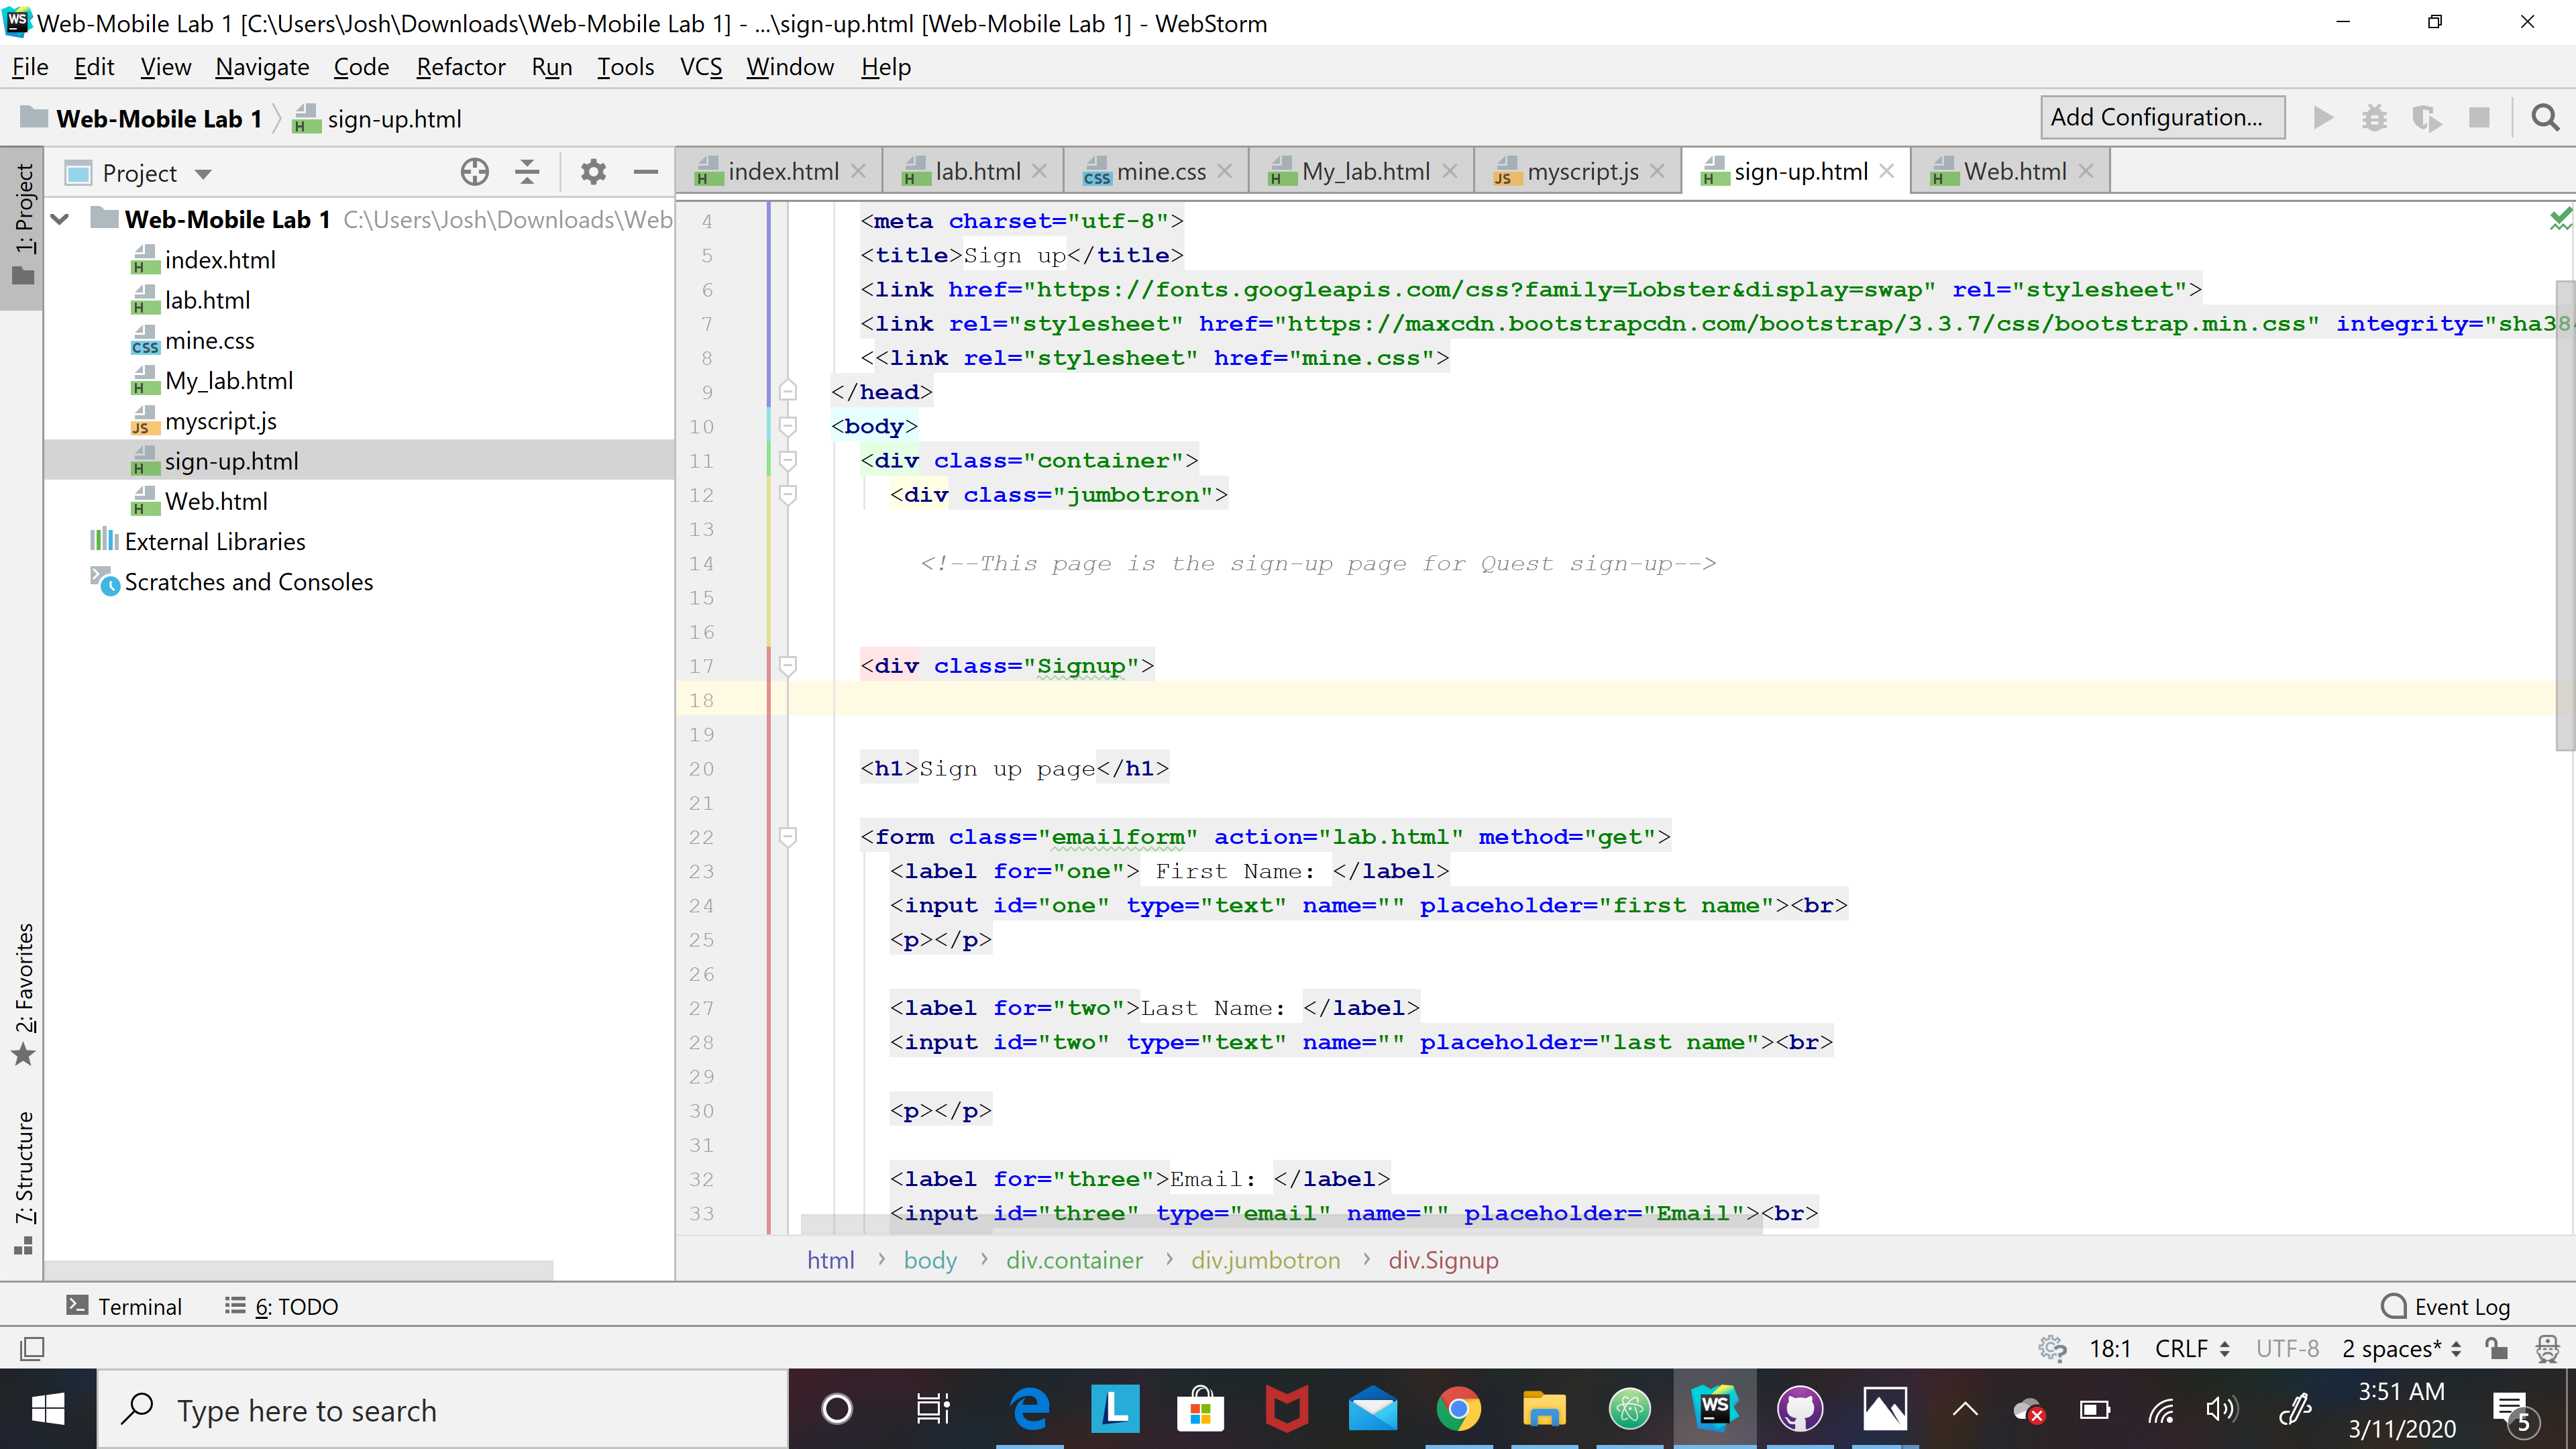 Web-Mobile Lab 1 [C:\Users\Josh\Downloads\Web-Mobile Lab 1] - ...\sign-up.html [Web-Mobile Lab 1] - WebStorm
File Edit View Navigate Code Refactor Run Tools VCS Window Help
Web-Mobile Lab 1 sign-up.html Add Configuration...
Project
index.html lab.html mine.css My_lab.html myscript.js sign-up.html Web.html
1: Project
2: Favorites
7: Structure
Web-Mobile Lab 1 C:\Users\Josh\Downloads\Web
index.html
lab.html
mine.css
My_lab.html
myscript.js
sign-up.html
Web.html
External Libraries
Scratches and Consoles
4 <meta charset="utf-8">
5 <title>Sign up</title>
6 <link href="https://fonts.googleapis.com/css?family=Lobster&display=swap" rel="stylesheet">
7 <link rel="stylesheet" href="https://maxcdn.bootstrapcdn.com/bootstrap/3.3.7/css/bootstrap.min.css" integrity="sha38
8 <<link rel="stylesheet" href="mine.css">
9 </head>
10 <body>
11 <div class="container">
12 <div class="jumbotron">
13
14 <!--This page is the sign-up page for Quest sign-up-->
15
16
17 <div class="Signup">
18
19
20 <h1>Sign up page</h1>
21
22 <form class="emailform" action="lab.html" method="get">
23 <label for="one"> First Name: </label>
24 <input id="one" type="text" name="" placeholder="first name"><br>
25 <p></p>
26
27 <label for="two">Last Name: </label>
28 <input id="two" type="text" name="" placeholder="last name"><br>
29
30 <p></p>
31
32 <label for="three">Email: </label>
33 <input id="three" type="email" name="" placeholder="Email"><br>
html › body › div.container › div.jumbotron › div.Signup
Terminal 6: TODO Event Log
18:1 CRLF UTF-8 2 spaces*
Type here to search
3:51 AM
3/11/2020
5